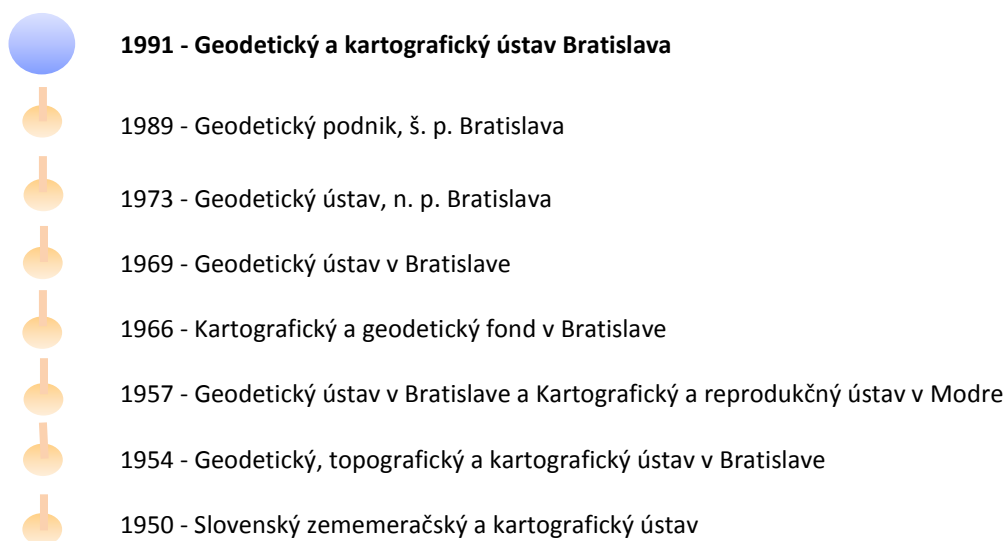 1991 - Geodetický a kartografický ústav Bratislava
1989 - Geodetický podnik, š. p. Bratislava
1973 - Geodetický ústav, n. p. Bratislava
1969 - Geodetický ústav v Bratislave
1966 - Kartografický a geodetický fond v Bratislave
1957 - Geodetický ústav v Bratislave a Kartografický a reprodukčný ústav v Modre
1954 - Geodetický, topografický a kartografický ústav v Bratislave
1950 - Slovenský zememeračský a kartografický ústav